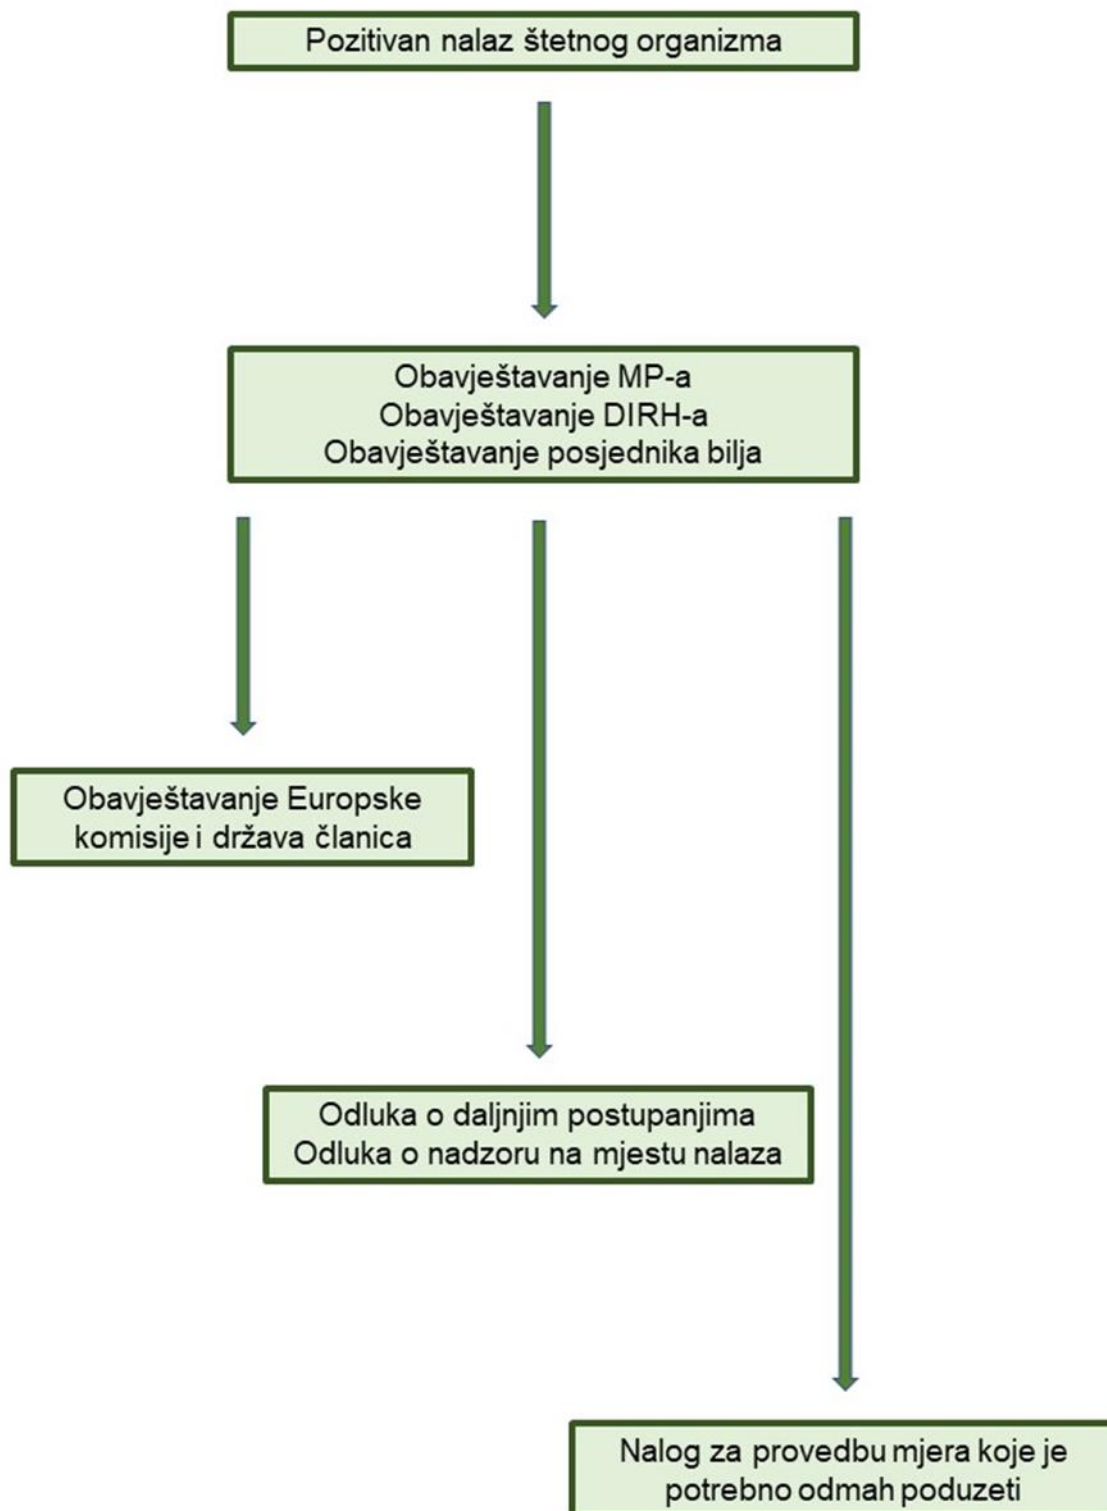 Pozitivan nalaz štetnog organizma
Obavještavanje MP-a
Obavještavanje DIRH-a
Obavještavanje posjednika bilja
Obavještavanje Europske
komisije i država članica
Odluka o daljnjim postupanjima
Odluka o nadzoru na mjestu nalaza
Nalog za provedbu mjera koje je
potrebno odmah poduzeti